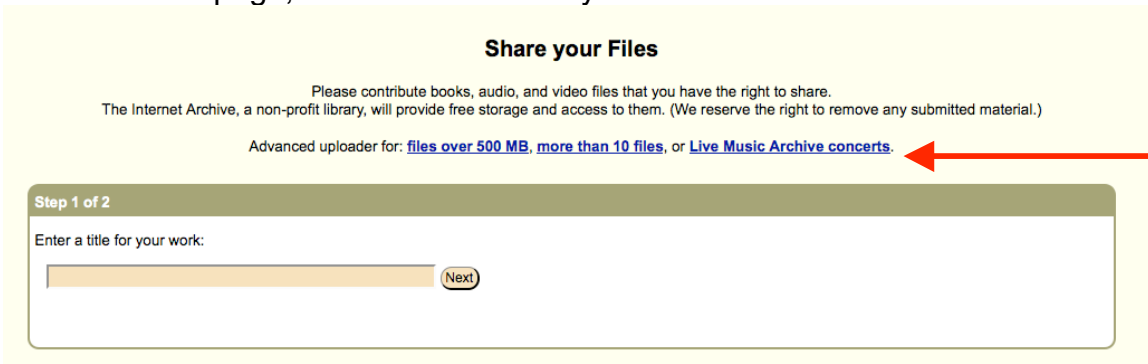 Share your Files
Please contribute books, audio, and video files that you have the right to share.
The Internet Archive, a non-profit library, will provide free storage and access to them. (We reserve the right to remove any submitted material.)
Advanced uploader for: files over 500 MB, more than 10 files, or Live Music Archive concerts.
Step 1 of 2
Enter a title for your work:
Next